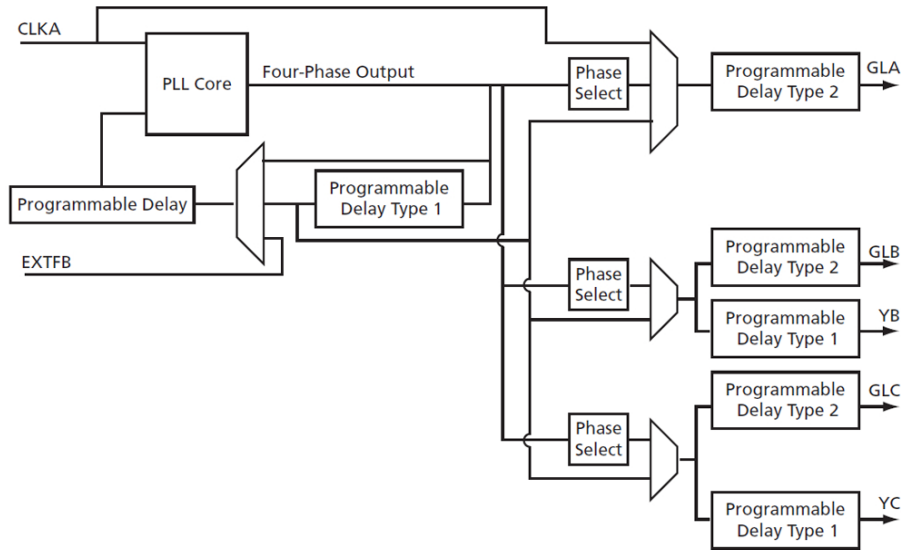 CLKA
PLL Core
Four-Phase Output
Phase
Select
Programmable
Delay Type 2
GLA
Programmable Delay
Programmable
Delay Type 1
EXTFB
Phase
Select
Programmable
Delay Type 2
GLB
Programmable
Delay Type 1
YB
Phase
Select
Programmable
Delay Type 2
GLC
Programmable
Delay Type 1
YC